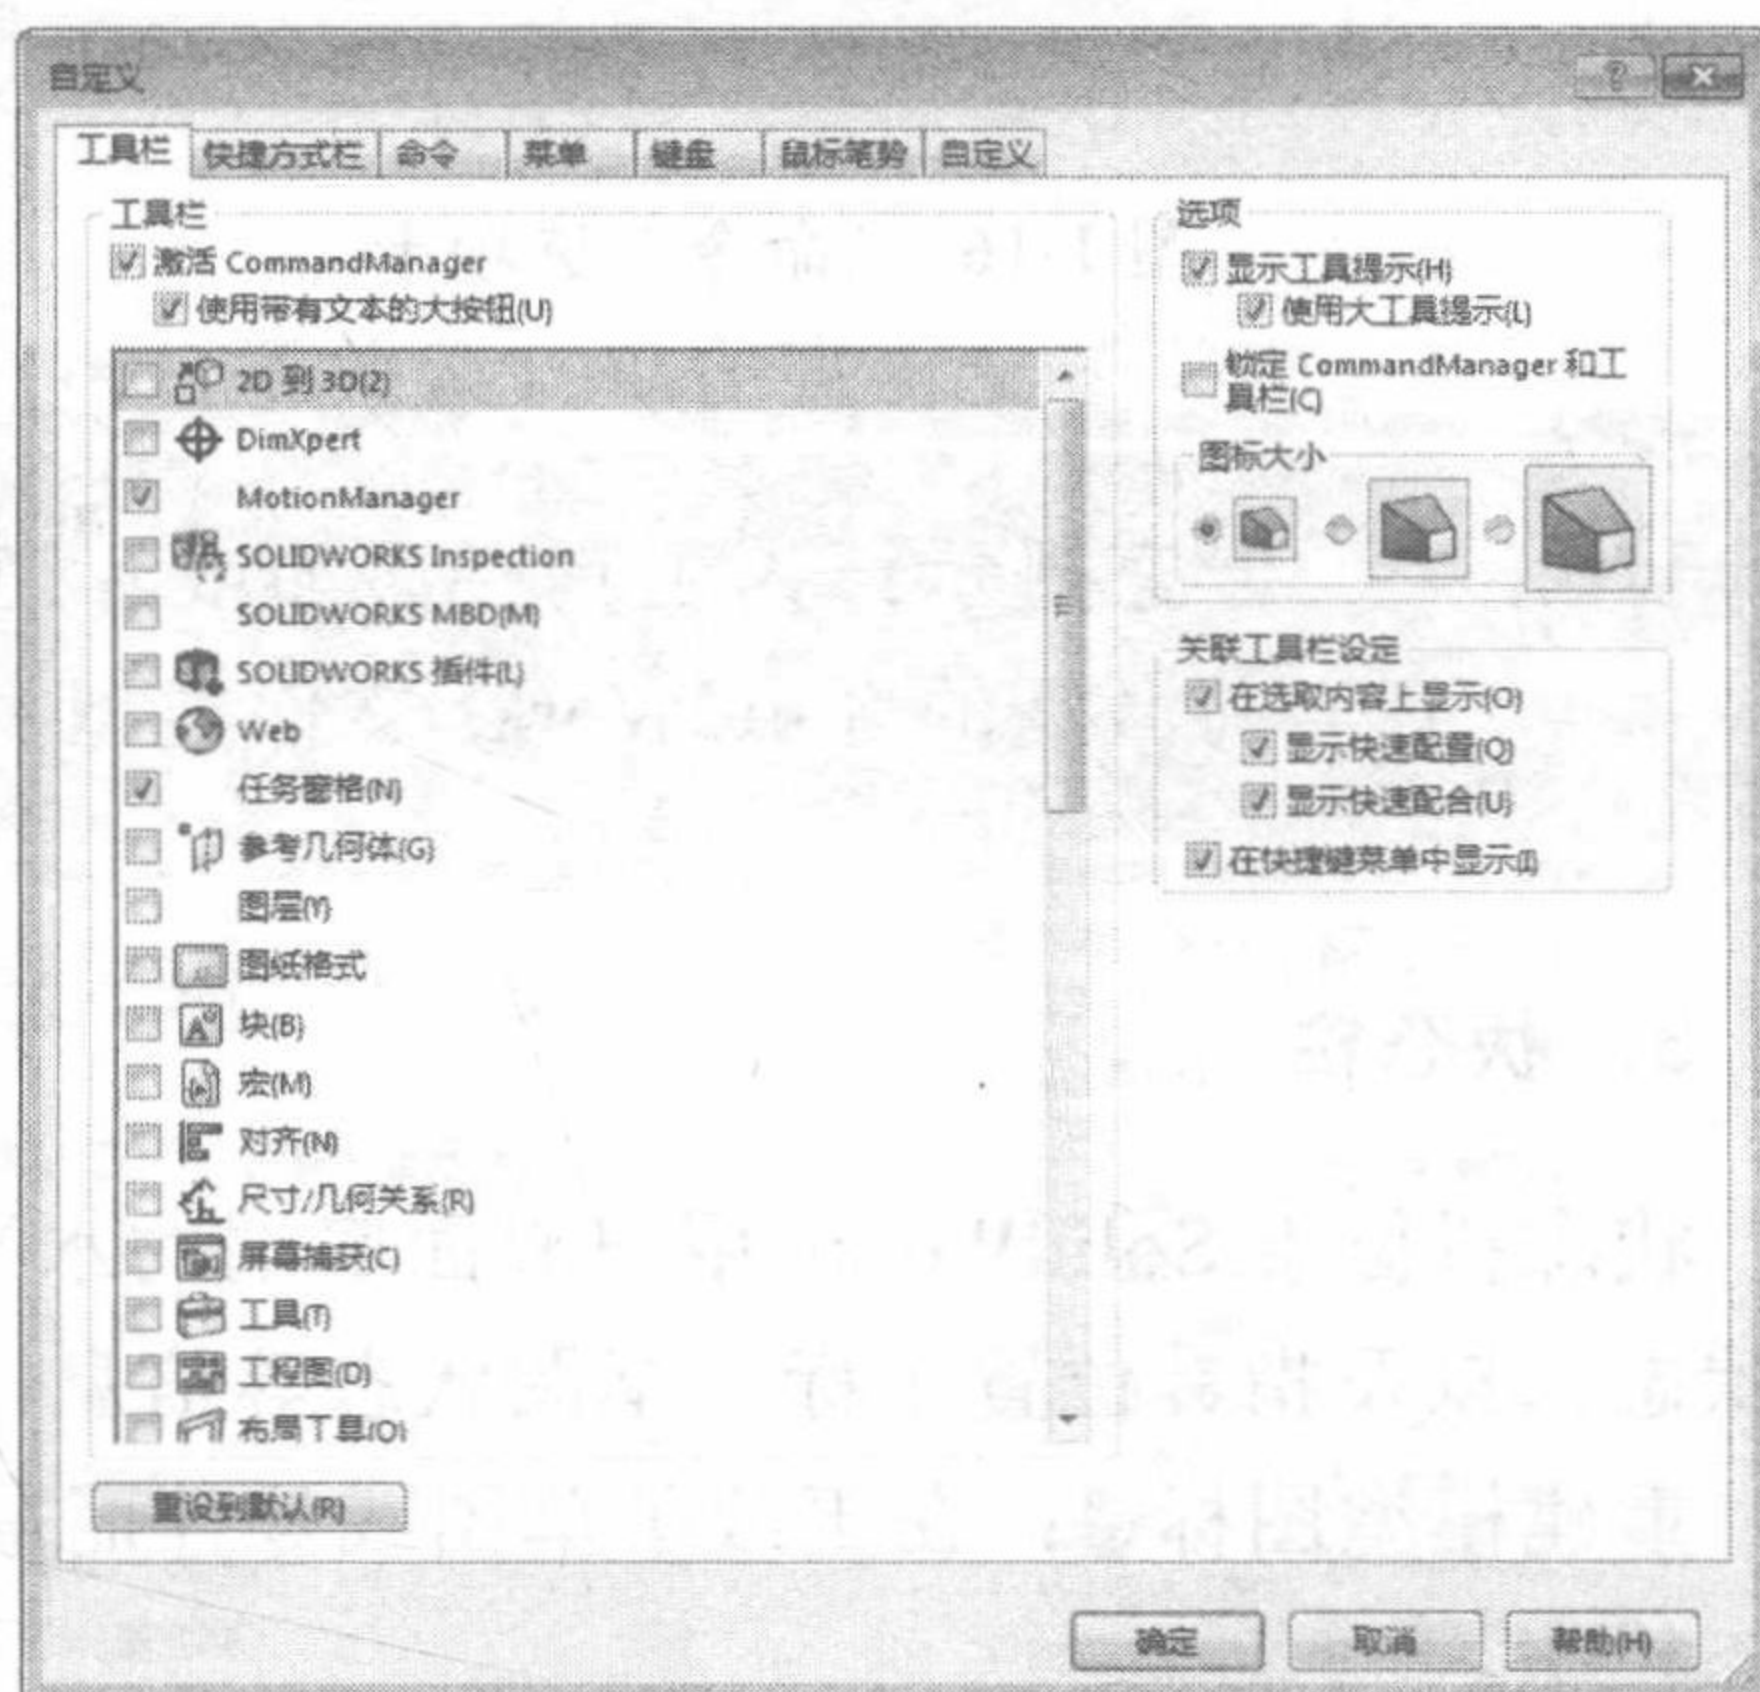 自定义
工具栏 快捷方式栏 命令 菜单 键盘 鼠标笔势 自定义
工具栏
激活 CommandManager
使用带有文本的大按钮(U)
2D 到 3D(2)
DimXpert
MotionManager
SOLIDWORKS Inspection
SOLIDWORKS MBD(M)
SOLIDWORKS 插件(L)
Web
任务窗格(N)
参考几何体(G)
图层(Y)
图纸格式
块(B)
宏(M)
对齐(N)
尺寸/几何关系(R)
屏幕捕获(C)
工具(T)
工程图(D)
布局工具(O)
重设到默认(R)
选项
显示工具提示(H)
使用大工具提示(L)
锁定 CommandManager 和工
具栏(C)
图标大小
关联工具栏设定
在选取内容上显示(O)
显示快速配置(Q)
显示快速配合(U)
在快捷键菜单中显示(I)
确定 取消 帮助(H)